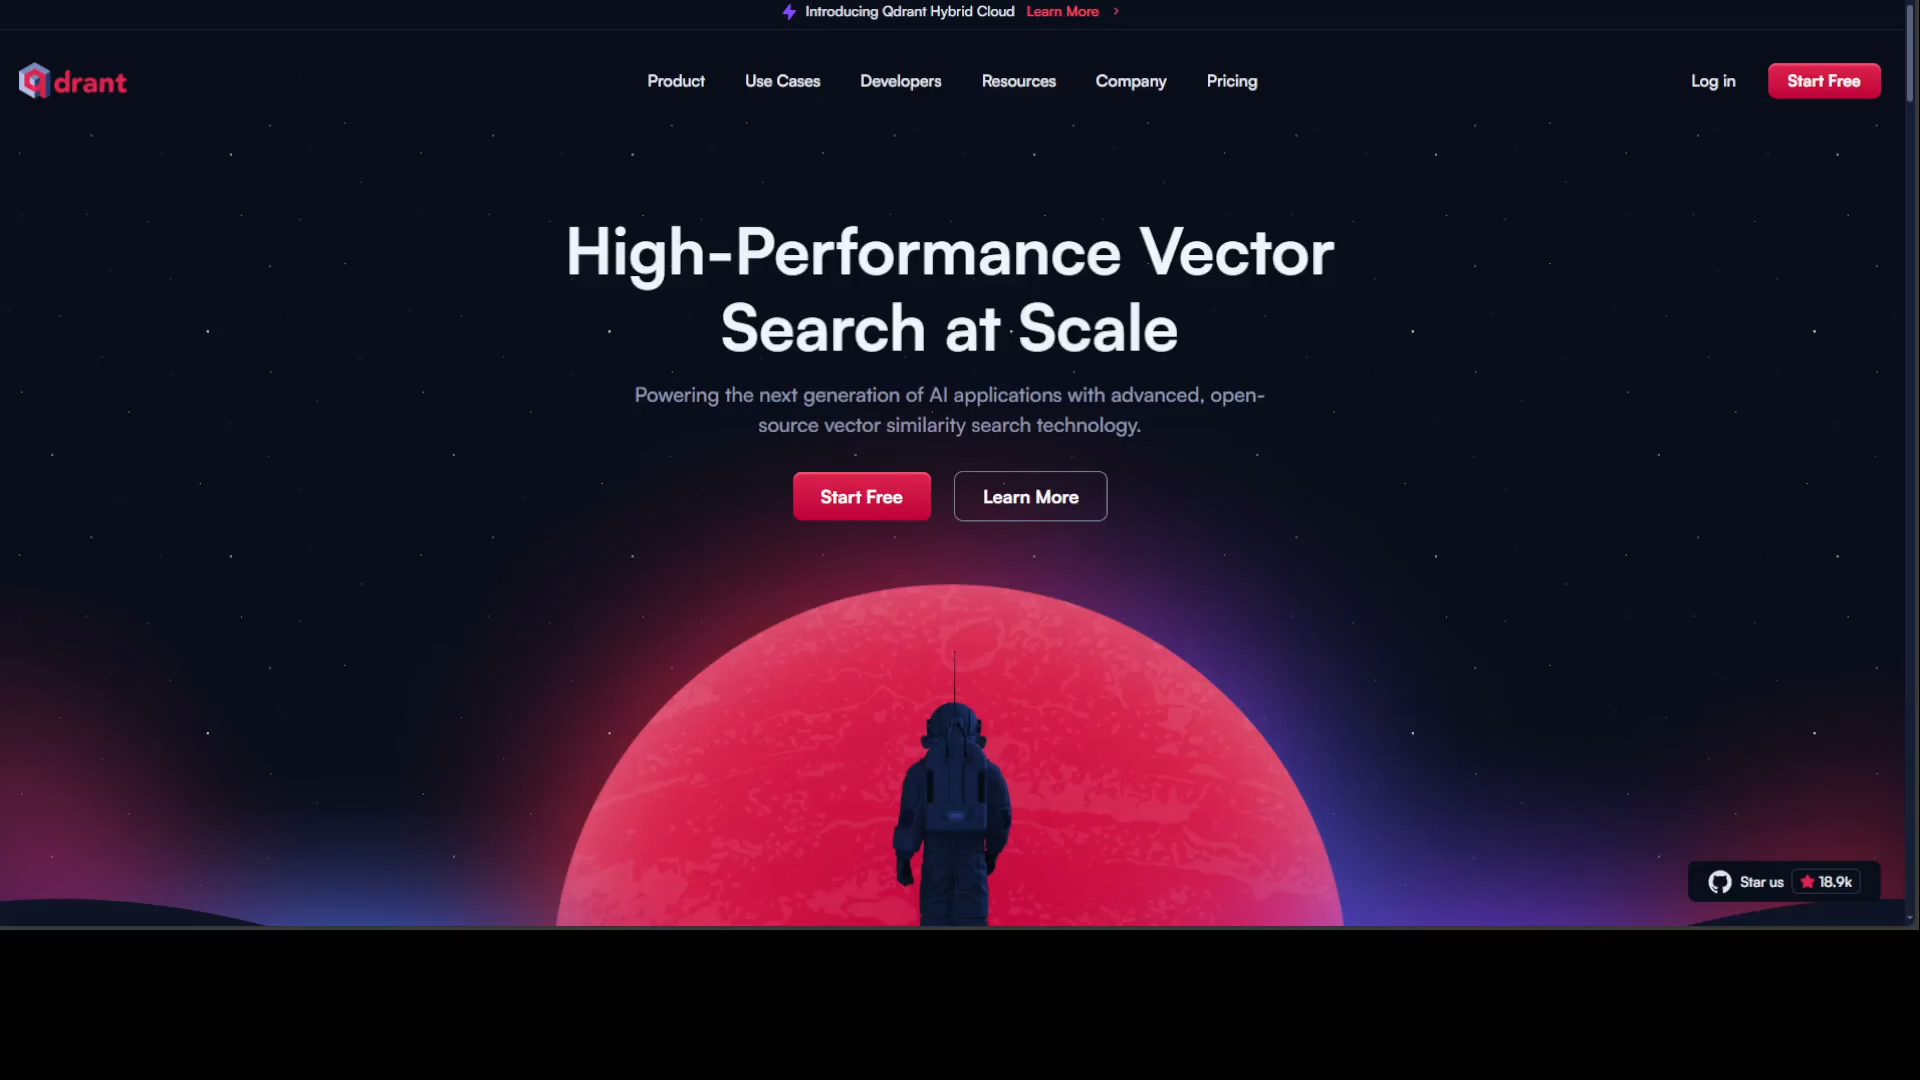 Introducing Qdrant Hybrid Cloud Learn More
qdrant
Product Use Cases Developers Resources Company Pricing
Log in Start Free
High-Performance Vector
Search at Scale
Powering the next generation of AI applications with advanced, open-
source vector similarity search technology.
Start Free Learn More
Star us 18.9k